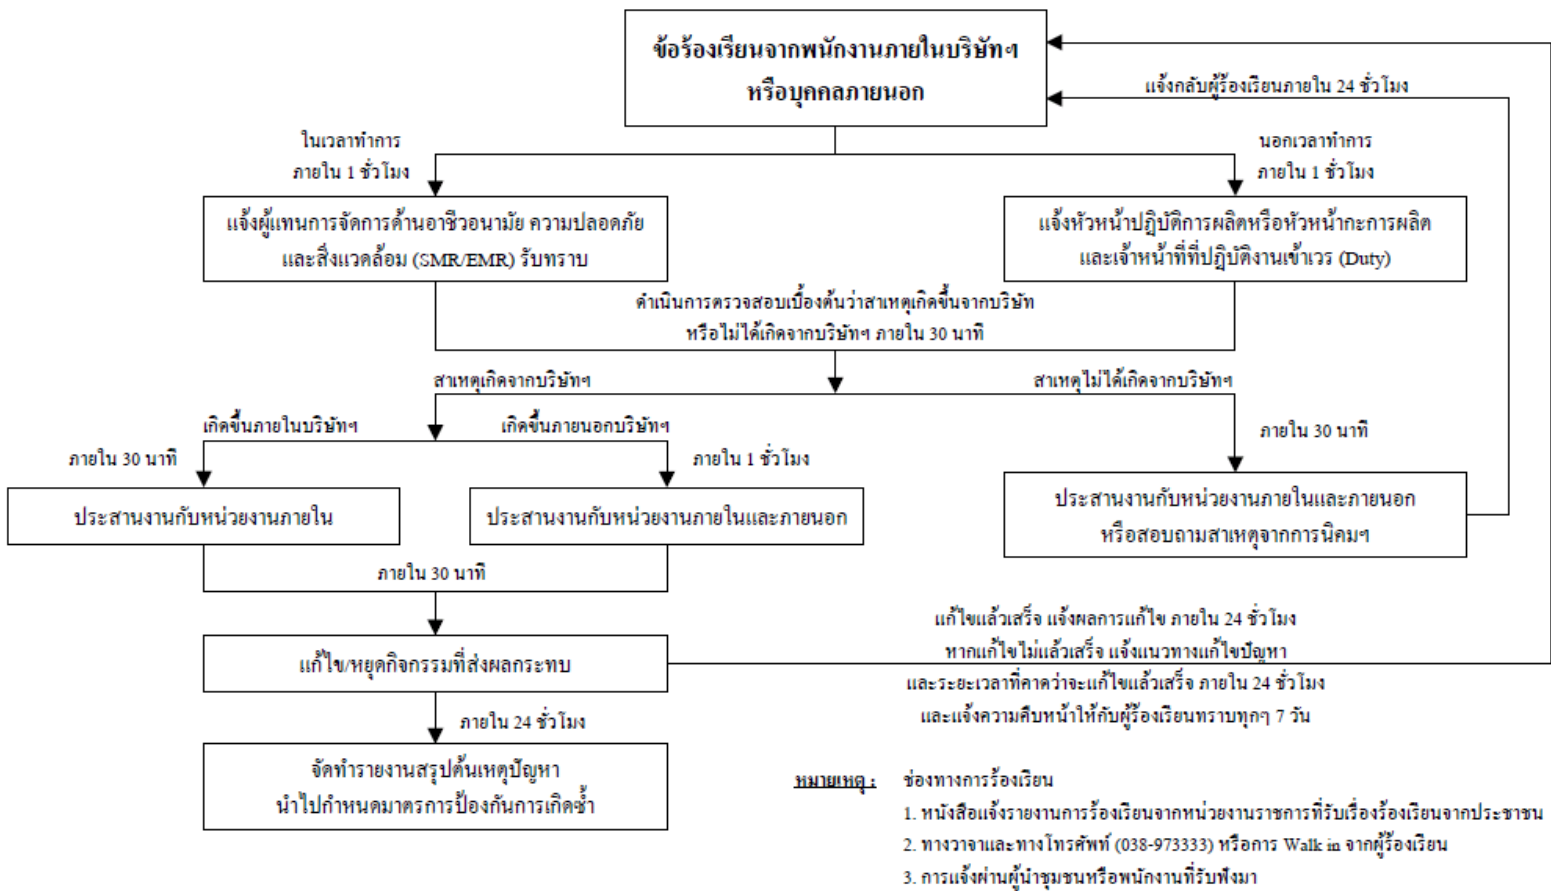 ข้อร้องเรียนจากพนักงานภายในบริษัทฯ
หรือบุคคลภายนอก
แจ้งกลับผู้ร้องเรียนภายใน 24 ชั่วโมง
ในเวลาทำการ
ภายใน 1 ชั่วโมง
นอกเวลาทำการ
ภายใน 1 ชั่วโมง
แจ้งผู้แทนการจัดการด้านอาชีวอนามัย ความปลอดภัย
และสิ่งแวดล้อม (SMR/EMR) รับทราบ
แจ้งหัวหน้าปฏิบัติการผลิตหรือหัวหน้ากะการผลิต
และเจ้าหน้าที่ที่ปฏิบัติงานเข้าเวร (Duty)
ดำเนินการตรวจสอบเบื้องต้นว่าสาเหตุเกิดขึ้นจากบริษัท
หรือไม่ได้เกิดจากบริษัทฯ ภายใน 30 นาที
สาเหตุเกิดจากบริษัทฯ
สาเหตุไม่ได้เกิดจากบริษัทฯ
เกิดขึ้นภายในบริษัทฯ
เกิดขึ้นภายนอกบริษัทฯ
ภายใน 30 นาที
ภายใน 30 นาที
ภายใน 1 ชั่วโมง
ประสานงานกับหน่วยงานภายใน
ประสานงานกับหน่วยงานภายในและภายนอก
ประสานงานกับหน่วยงานภายในและภายนอก
หรือสอบถามสาเหตุจากการนิคมฯ
ภายใน 30 นาที
แก้ไข/หยุดกิจกรรมที่ส่งผลกระทบ
แก้ไขแล้วเสร็จ แจ้งผลการแก้ไข ภายใน 24 ชั่วโมง
หากแก้ไขไม่แล้วเสร็จ แจ้งแนวทางแก้ไขปัญหา
และระยะเวลาที่คาดว่าจะแก้ไขแล้วเสร็จ ภายใน 24 ชั่วโมง
และแจ้งความคืบหน้าให้กับผู้ร้องเรียนทราบทุกๆ 7 วัน
ภายใน 24 ชั่วโมง
จัดทำรายงานสรุปต้นเหตุปัญหา
นำไปกำหนดมาตรการป้องกันการเกิดซ้ำ
หมายเหตุ : ช่องทางการร้องเรียน
1. หนังสือแจ้งรายงานการร้องเรียนจากหน่วยงานราชการที่รับเรื่องร้องเรียนจากประชาชน
2. ทางวาจาและทางโทรศัพท์ (038-973333) หรือการ Walk in จากผู้ร้องเรียน
3. การแจ้งผ่านผู้นำชุมชนหรือพนักงานที่รับฟังมา